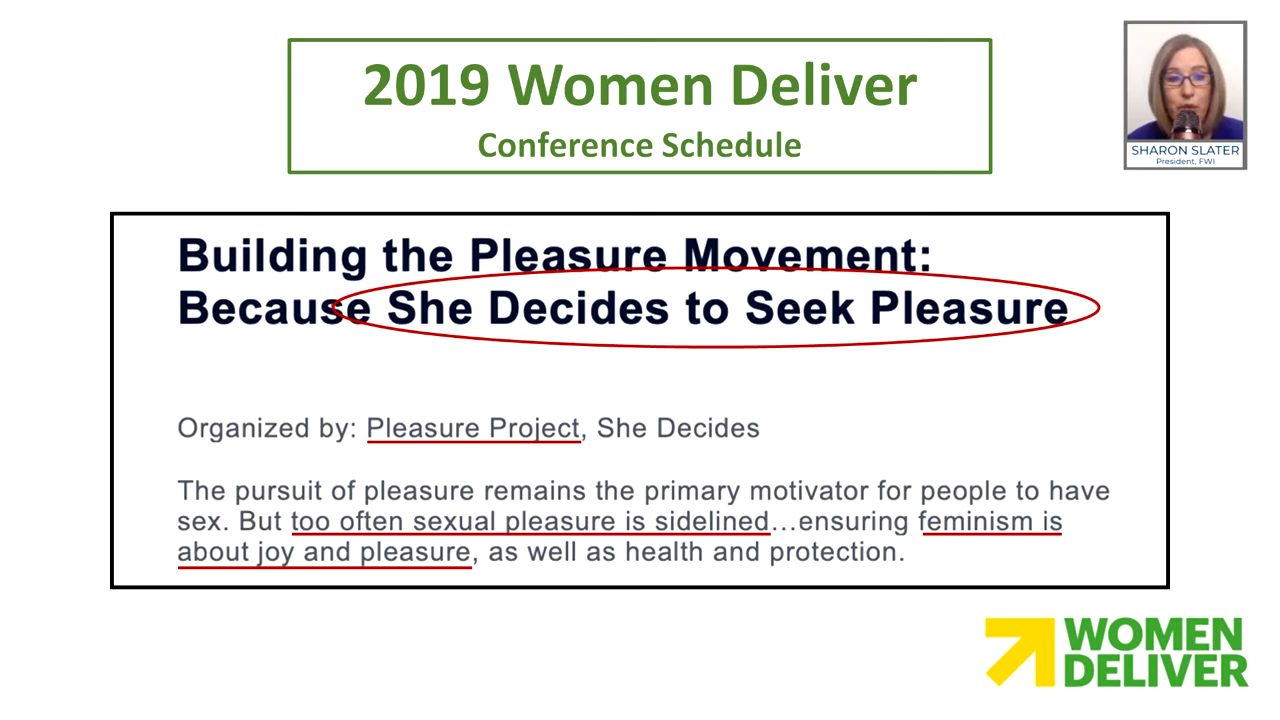 2019 Women Deliver
Conference Schedule
SHARON SLATER
President, FWI
Building the Pleasure Movement:
Because She Decides to Seek Pleasure
Organized by: Pleasure Project, She Decides
The pursuit of pleasure remains the primary motivator for people to have
sex. But too often sexual pleasure is sidelined…ensuring feminism is
about joy and pleasure, as well as health and protection.
WOMEN
DELIVER